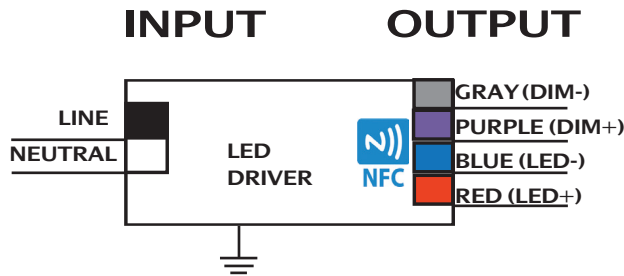 INPUT
OUTPUT
LINE
NEUTRAL
LED
DRIVER
N
NFC
GRAY (DIM-)
PURPLE (DIM+)
BLUE (LED-)
RED (LED+)